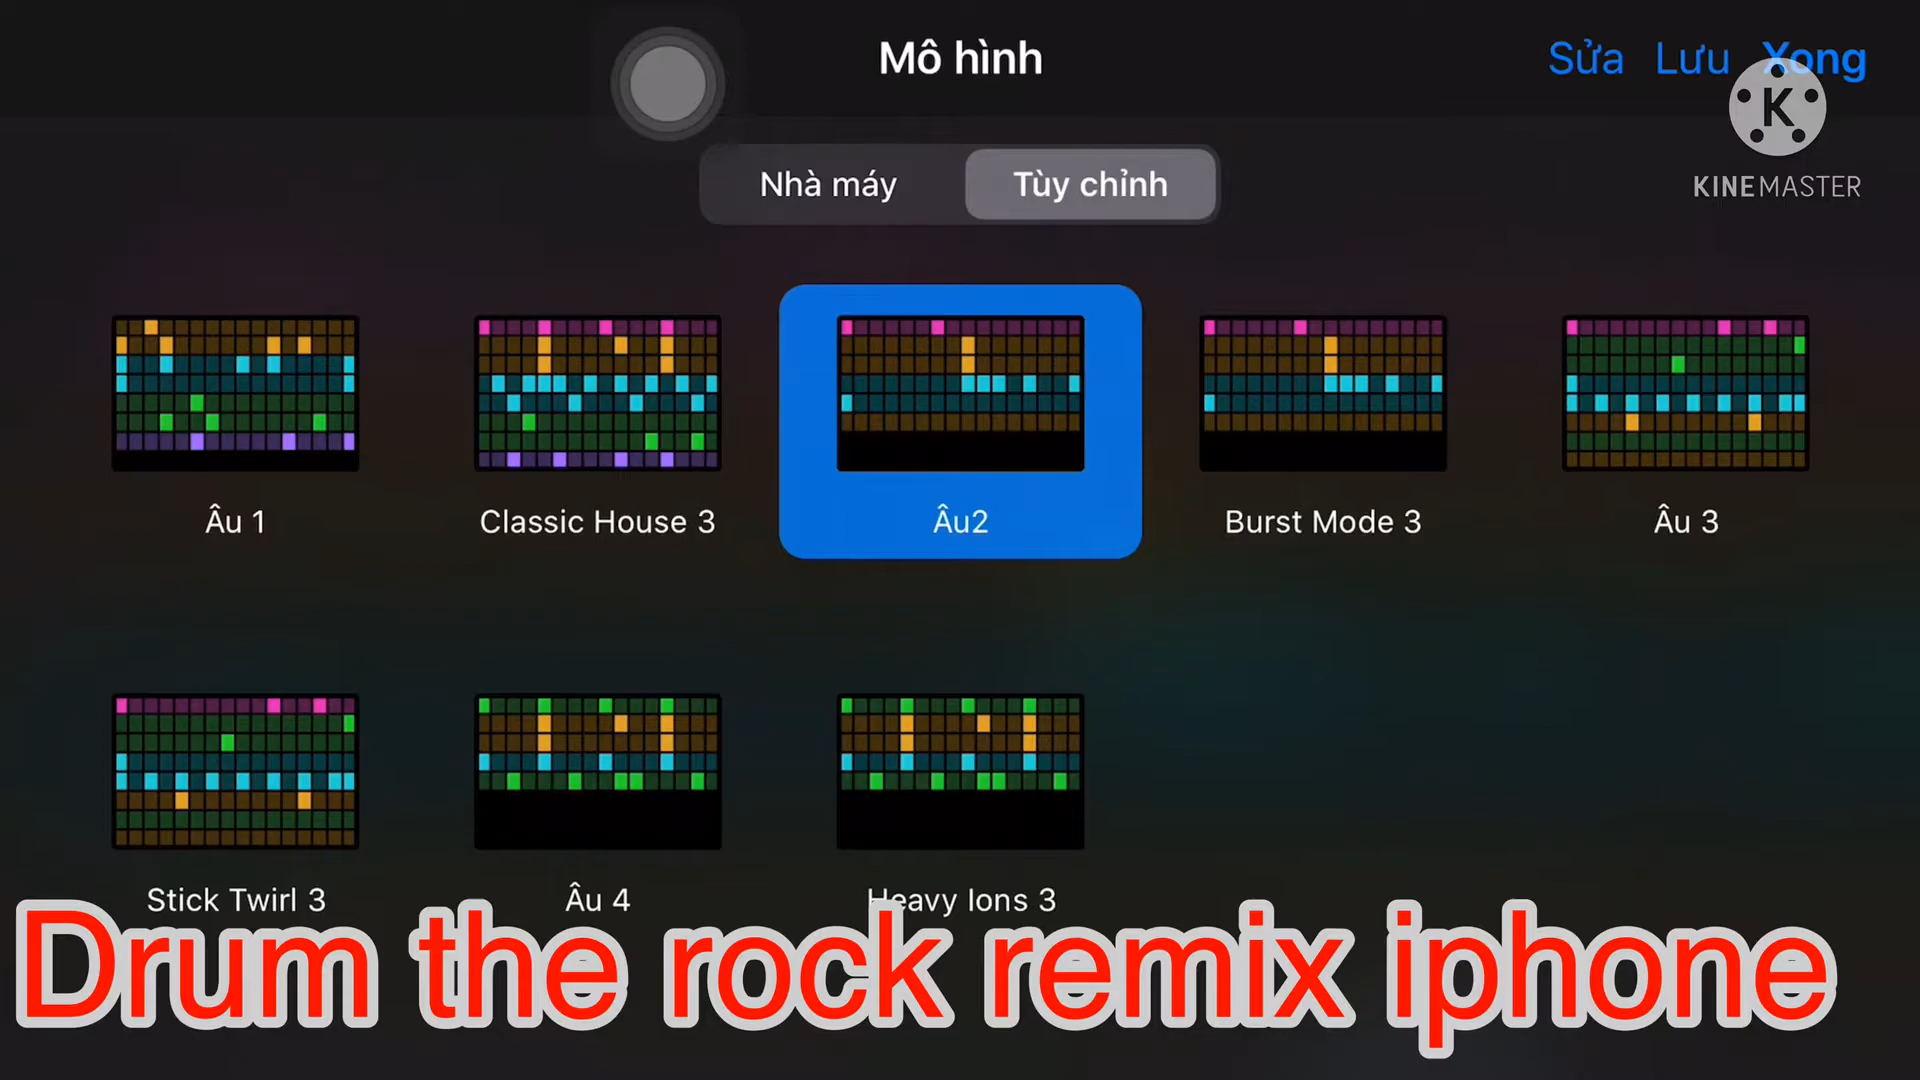 Mô hình
Sửa Lưu Xong
K
KINEMASTER
Nhà máy Tùy chỉnh
Âu 1 Classic House 3 Âu2 Burst Mode 3 Âu 3
Stick Twirl 3 Âu 4 Heavy Ions 3
Drum the rock remix iphone